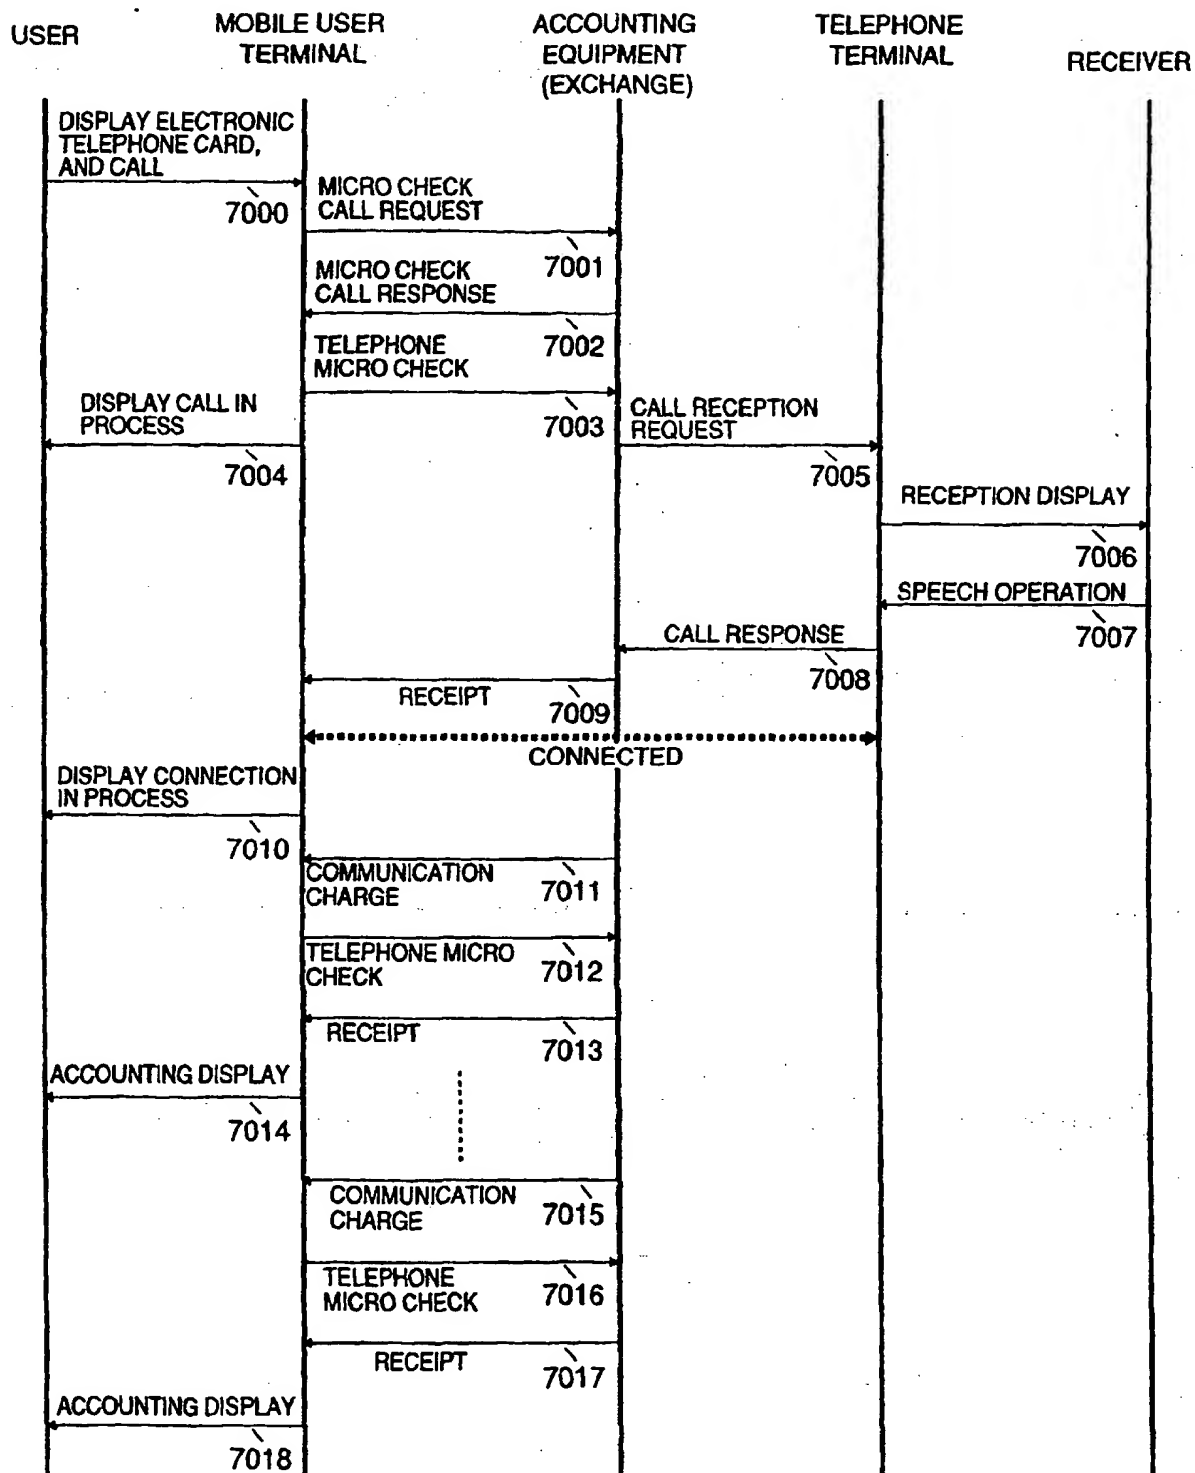 USER
MOBILE USER
TERMINAL
ACCOUNTING
EQUIPMENT
(EXCHANGE)
TELEPHONE
TERMINAL
RECEIVER
DISPLAY ELECTRONIC
TELEPHONE CARD,
AND CALL
7000
MICRO CHECK
CALL REQUEST
7001
MICRO CHECK
CALL RESPONSE
7002
TELEPHONE
MICRO CHECK
7003
DISPLAY CALL IN
PROCESS
7004
CALL RECEPTION
REQUEST
7005
RECEPTION DISPLAY
7006
SPEECH OPERATION
7007
CALL RESPONSE
7008
RECEIPT
7009
CONNECTED
DISPLAY CONNECTION
IN PROCESS
7010
COMMUNICATION
CHARGE
7011
TELEPHONE MICRO
CHECK
7012
RECEIPT
7013
ACCOUNTING DISPLAY
7014
COMMUNICATION
CHARGE
7015
TELEPHONE
MICRO CHECK
7016
RECEIPT
7017
ACCOUNTING DISPLAY
7018